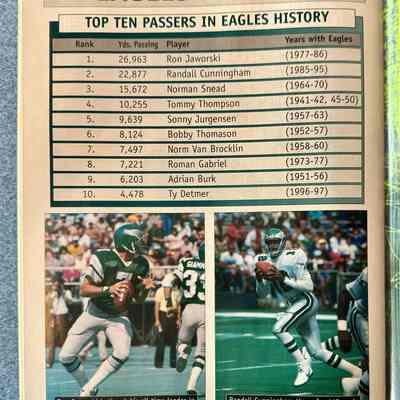 TOP TEN PASSERS IN EAGLES HISTORY
Rank Yds. Passing Player Years with Eagles
1. 26,963 Ron Jaworski (1977-86)
2. 22,877 Randall Cunningham (1985-95)
3. 15,672 Norman Snead (1964-70)
4. 10,255 Tommy Thompson (1941-42, 45-50)
5. 9,639 Sonny Jurgensen (1957-63)
6. 8,124 Bobby Thomason (1952-57)
7. 7,497 Norm Van Brocklin (1958-60)
8. 7,221 Roman Gabriel (1973-77)
9. 6,203 Adrian Burk (1951-56)
10. 4,478 Ty Detmer (1996-97)
33
Randall Cunningham